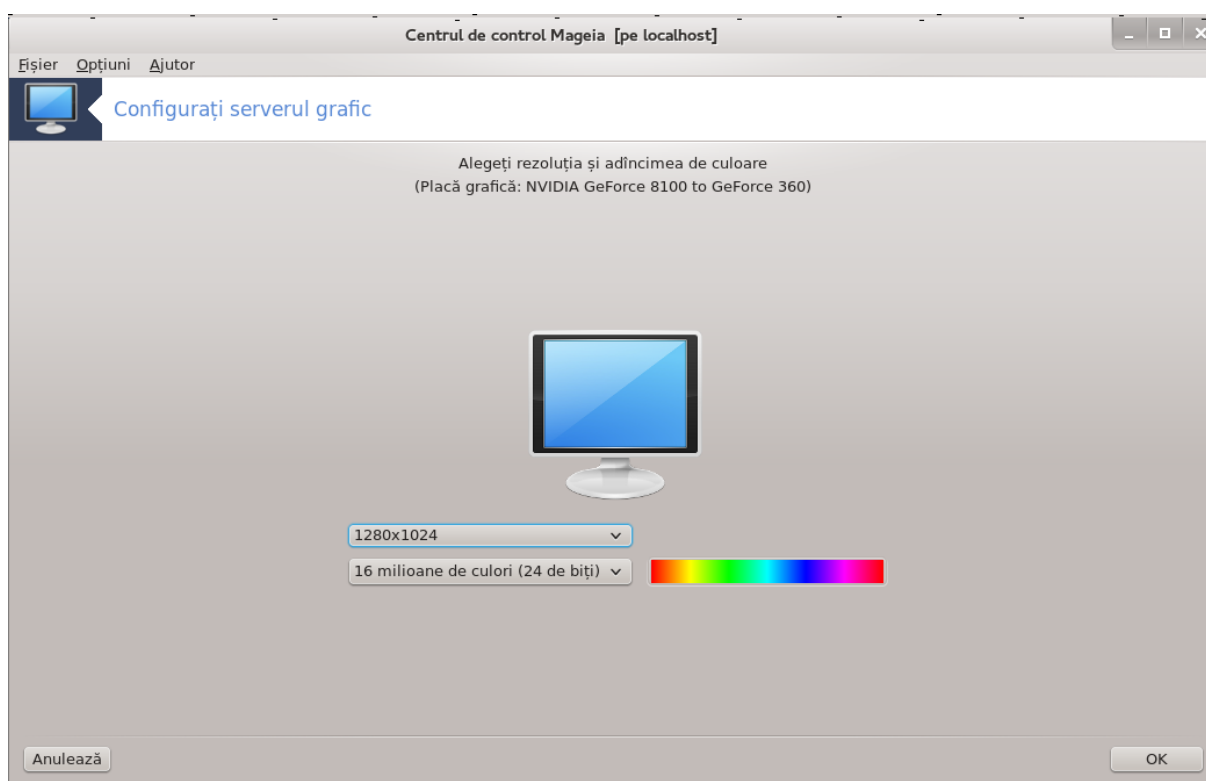 Centrul de control Mageia [pe localhost]
Fișier Opțiuni Ajutor
Configurați serverul grafic
Alegeți rezoluția și adîncimea de culoare
(Placă grafică: NVIDIA GeForce 8100 to GeForce 360)
1280x1024
16 milioane de culori (24 de biți)
Anulează OK